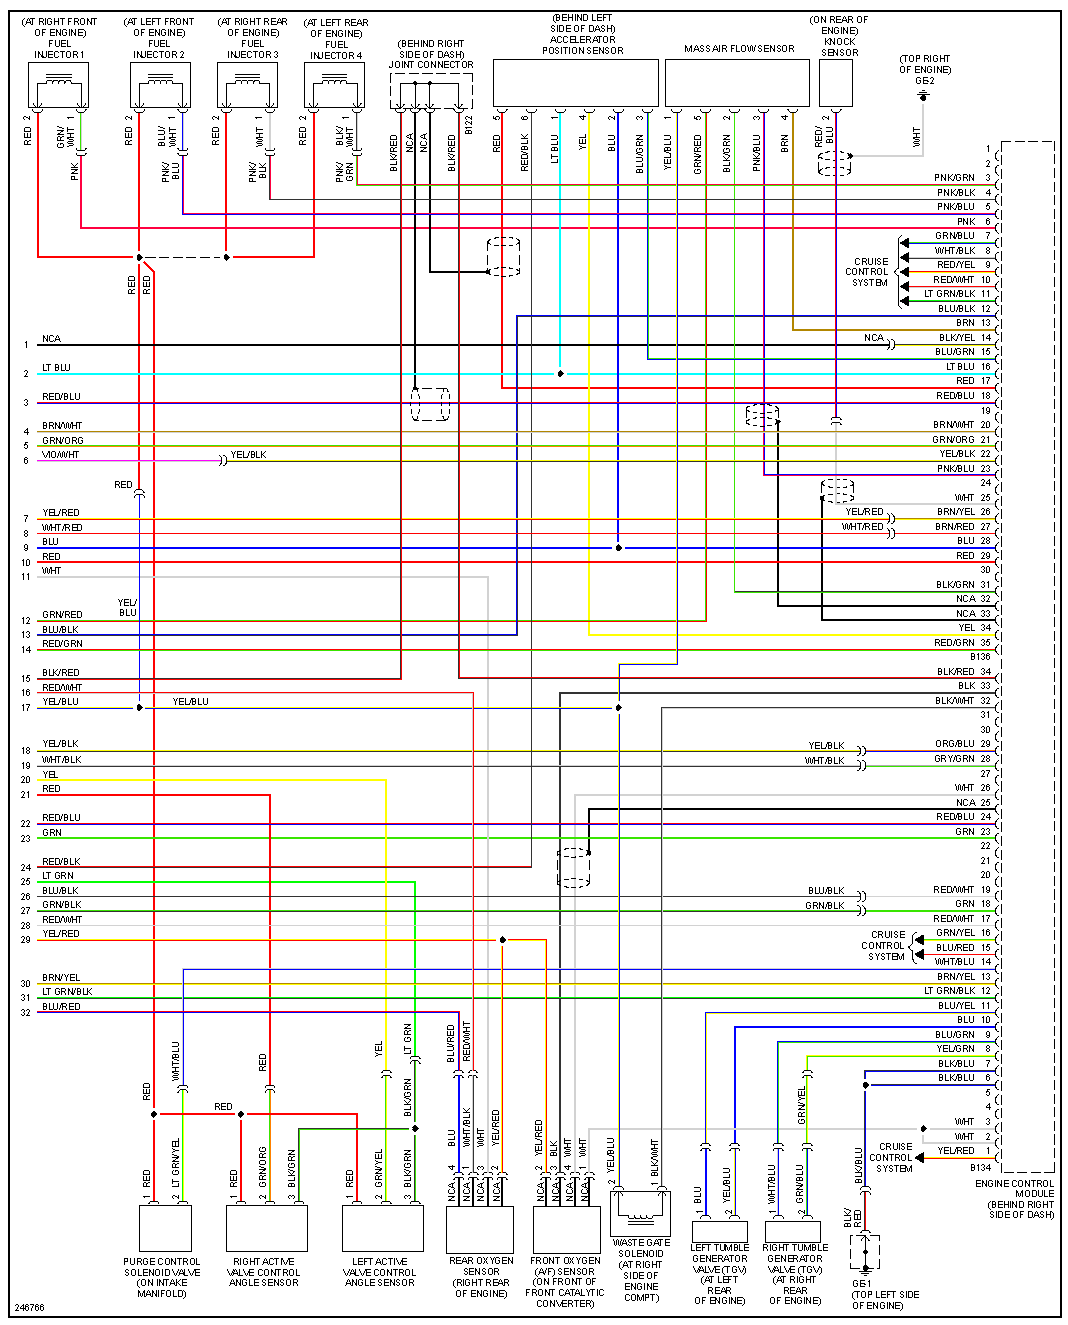 (AT RIGHT FRONT
OF ENGINE)
FUEL
INJECTOR 1
(AT LEFT FRONT
OF ENGINE)
FUEL
INJECTOR 2
(AT RIGHT REAR
OF ENGINE)
FUEL
INJECTOR 3
(AT LEFT REAR
OF ENGINE)
FUEL
INJECTOR 4
(BEHIND RIGHT
SIDE OF DASH)
JOINT CONNECTOR
(BEHIND LEFT
SIDE OF DASH)
ACCELERATOR
POSITION SENSOR
MASS AIR FLOW SENSOR
(ON REAR OF
ENGINE)
KNOCK
SENSOR
(TOP RIGHT
OF ENGINE)
GE-2
RED 2
GRN/
WHT 1
PNK
RED 2
BLU/
WHT 1
PNK/
BLU
RED 2
WHT 1
PNK/
BLK
RED 2
BLK/
WHT 1
PNK/
GRN
BLK/RED
NCA
NCA
BLK/RED
B122
RED 5
RED/BLK 6
LT BLU 1
YEL 4
BLU 2
BLU/GRN 3
YEL/BLU 1
GRN/RED 5
BLK/GRN 2
PNK/BLU 3
BRN 4
RED/
BLU 2
WHT
1
2
PNK/GRN 3
PNK/BLK 4
PNK/BLU 5
PNK 6
GRN/BLU 7
WHT/BLK 8
RED/YEL 9
RED/WHT 10
LT GRN/BLK 11
CRUISE
CONTROL
SYSTEM
BLU/BLK 12
BRN 13
NCA BLK/YEL 14
BLU/GRN 15
LT BLU 16
RED 17
RED/BLU 18
19
BRN/WHT 20
GRN/ORG 21
YEL/BLK 22
PNK/BLU 23
24
WHT 25
YEL/RED BRN/YEL 26
WHT/RED BRN/RED 27
BLU 28
RED 29
30
BLK/GRN 31
NCA 32
NCA 33
YEL 34
RED/GRN 35
B136
BLK/RED 34
BLK 33
BLK/WHT 32
31
30
YEL/BLK ORG/BLU 29
WHT/BLK GRY/GRN 28
27
WHT 26
NCA 25
RED/BLU 24
GRN 23
22
21
20
BLU/BLK RED/WHT 19
GRN/BLK GRN 18
RED/WHT 17
GRN/YEL 16
BLU/RED 15
CRUISE
CONTROL
SYSTEM
WHT/BLU 14
BRN/YEL 13
LT GRN/BLK 12
BLU/YEL 11
BLU 10
BLU/GRN 9
YEL/GRN 8
BLK/BLU 7
BLK/BLU 6
5
4
WHT 3
WHT 2
YEL/RED 1
CRUISE
CONTROL
SYSTEM
B134
ENGINE CONTROL
MODULE
(BEHIND RIGHT
SIDE OF DASH)
RED
RED
1 NCA
2 LT BLU
3 RED/BLU
4 BRN/WHT
5 GRN/ORG
6 VIO/WHT YEL/BLK
RED
7 YEL/RED
8 WHT/RED
9 BLU
10 RED
11 WHT
YEL/
BLU
12 GRN/RED
13 BLU/BLK
14 RED/GRN
15 BLK/RED
16 RED/WHT
17 YEL/BLU YEL/BLU
18 YEL/BLK
19 WHT/BLK
20 YEL
21 RED
22 RED/BLU
23 GRN
24 RED/BLK
25 LT GRN
26 BLU/BLK
27 GRN/BLK
28 RED/WHT
29 YEL/RED
30 BRN/YEL
31 LT GRN/BLK
32 BLU/RED
RED
WHT/BLU
RED
RED
YEL
LT GRN
BLK/GRN
BLU/RED
RED/WHT
GRN/YEL
1 RED
2 LT GRN/YEL
1 RED
2 GRN/ORG
3 BLK/GRN
1 RED
2 GRN/YEL
3 BLK/GRN
NCA 4 BLU
NCA 1 WHT/BLK
NCA 3 WHT
NCA 2 YEL/RED
NCA 2 YEL/RED
NCA 3 BLK
NCA 4 WHT
NCA 1 WHT
2 YEL/BLU
1 BLK/WHT
1 BLU
2 YEL/BLU
1 WHT/BLU
2 GRN/BLU
BLK/BLU
BLK/
RED
PURGE CONTROL
SOLENOID VALVE
(ON INTAKE
MANIFOLD)
RIGHT ACTIVE
VALVE CONTROL
ANGLE SENSOR
LEFT ACTIVE
VALVE CONTROL
ANGLE SENSOR
REAR OXYGEN
SENSOR
(RIGHT REAR
OF ENGINE)
FRONT OXYGEN
(A/F) SENSOR
(ON FRONT OF
FRONT CATALYTIC
CONVERTER)
WASTE GATE
SOLENOID
(AT RIGHT
SIDE OF
ENGINE
COMPT)
LEFT TUMBLE
GENERATOR
VALVE (TGV)
(AT LEFT
REAR
OF ENGINE)
RIGHT TUMBLE
GENERATOR
VALVE (TGV)
(AT RIGHT
REAR
OF ENGINE)
GE-1
(TOP LEFT SIDE
OF ENGINE)
246766